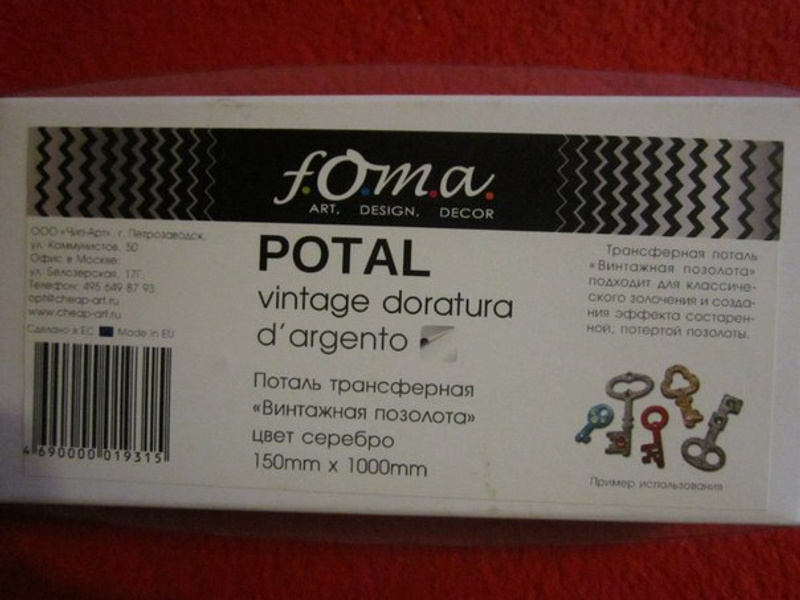 f.O.m.a.
ART, DESIGN, DECOR
ООО «Чип-Арт», г. Петрозаводск,
ул. Коммунистов, 50
Офис в Москве:
ул. Белозерская, 17Г,
Телефон: 495 649 87 93
opt@cheap-art.ru
www.cheap-art.ru
Сделано в ЕС Made in EU
4 690000 019315
POTAL
vintage doratura
d'argento
Поталь трансферная
«Винтажная позолота»
цвет серебро
150mm x 1000mm
Трансферная поталь
«Винтажная позолота»
подходит для классиче-
ского золочения и созда-
ния эффекта состарен-
ной, потертой позолоты.
Пример использования